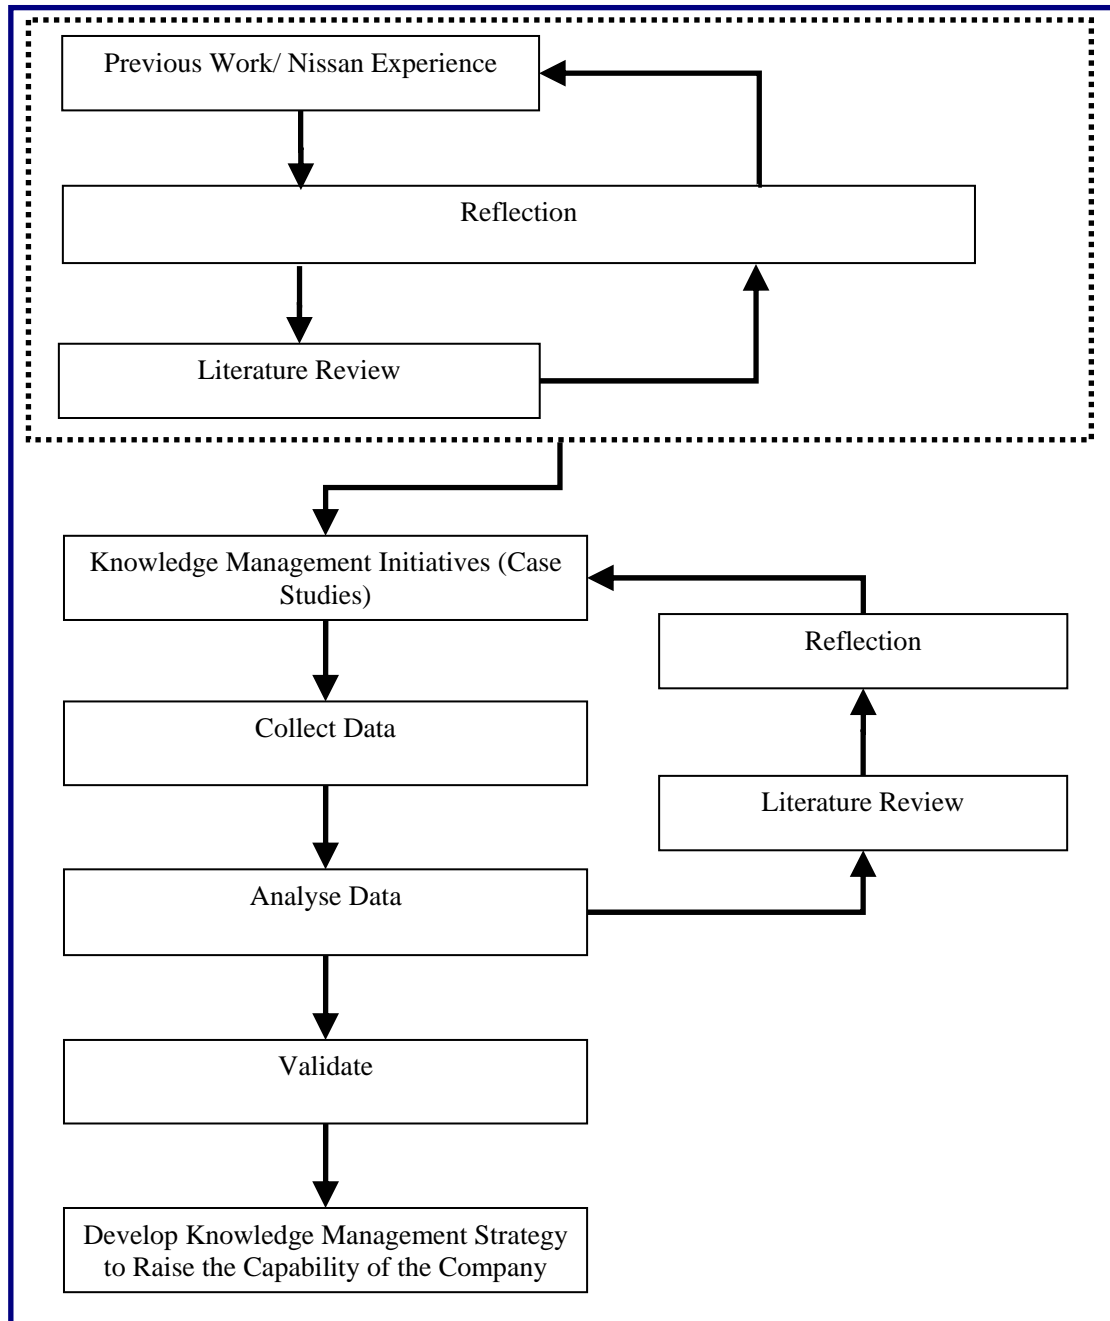 Previous Work/ Nissan Experience
Reflection
Literature Review
Knowledge Management Initiatives (Case
Studies)
Reflection
Collect Data
Literature Review
Analyse Data
Validate
Develop Knowledge Management Strategy
to Raise the Capability of the Company